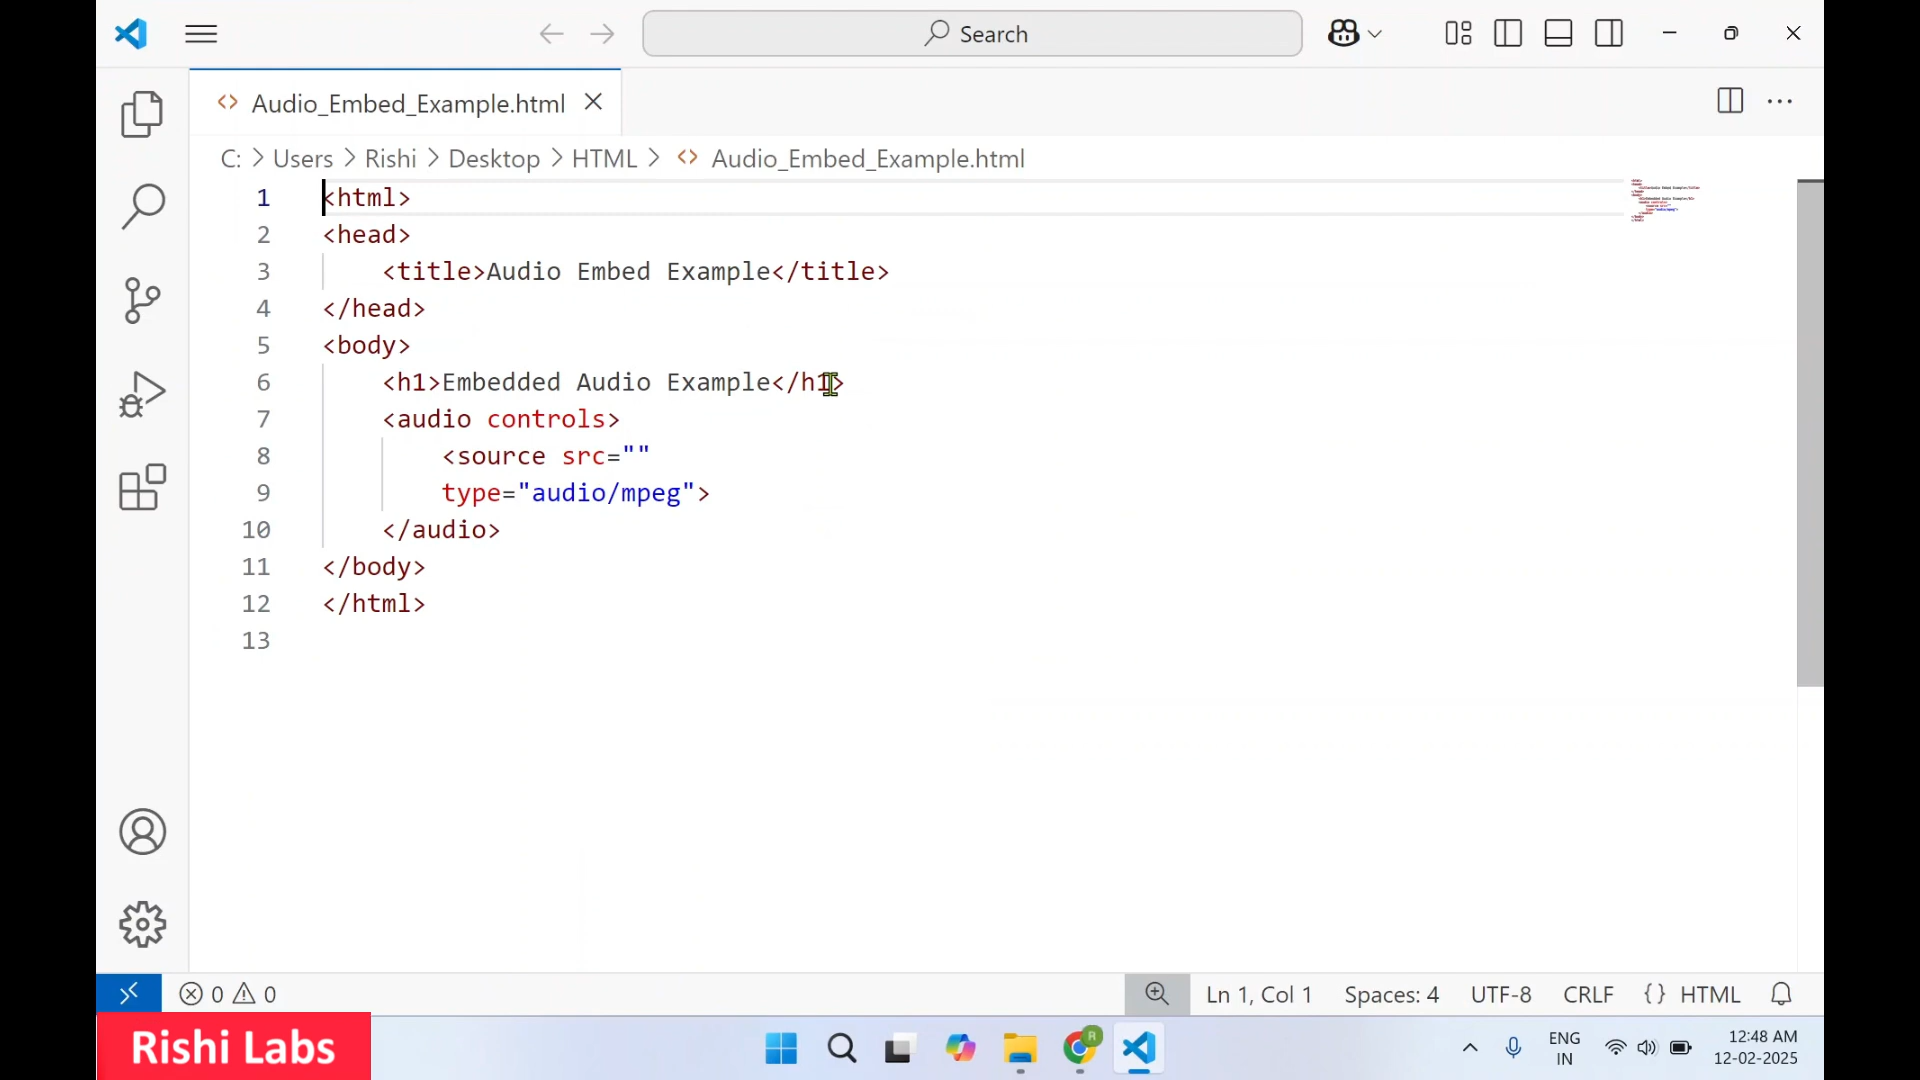 Search
Audio_Embed_Example.html
C: > Users > Rishi > Desktop > HTML > Audio_Embed_Example.html
1 <html>
2 <head>
3 <title>Audio Embed Example</title>
4 </head>
5 <body>
6 <h1>Embedded Audio Example</h1>
7 <audio controls>
8 <source src=""
9 type="audio/mpeg">
10 </audio>
11 </body>
12 </html>
13
0 0 Ln 1, Col 1 Spaces: 4 UTF-8 CRLF {} HTML
Rishi Labs
R
ENG
IN
12:48 AM
12-02-2025